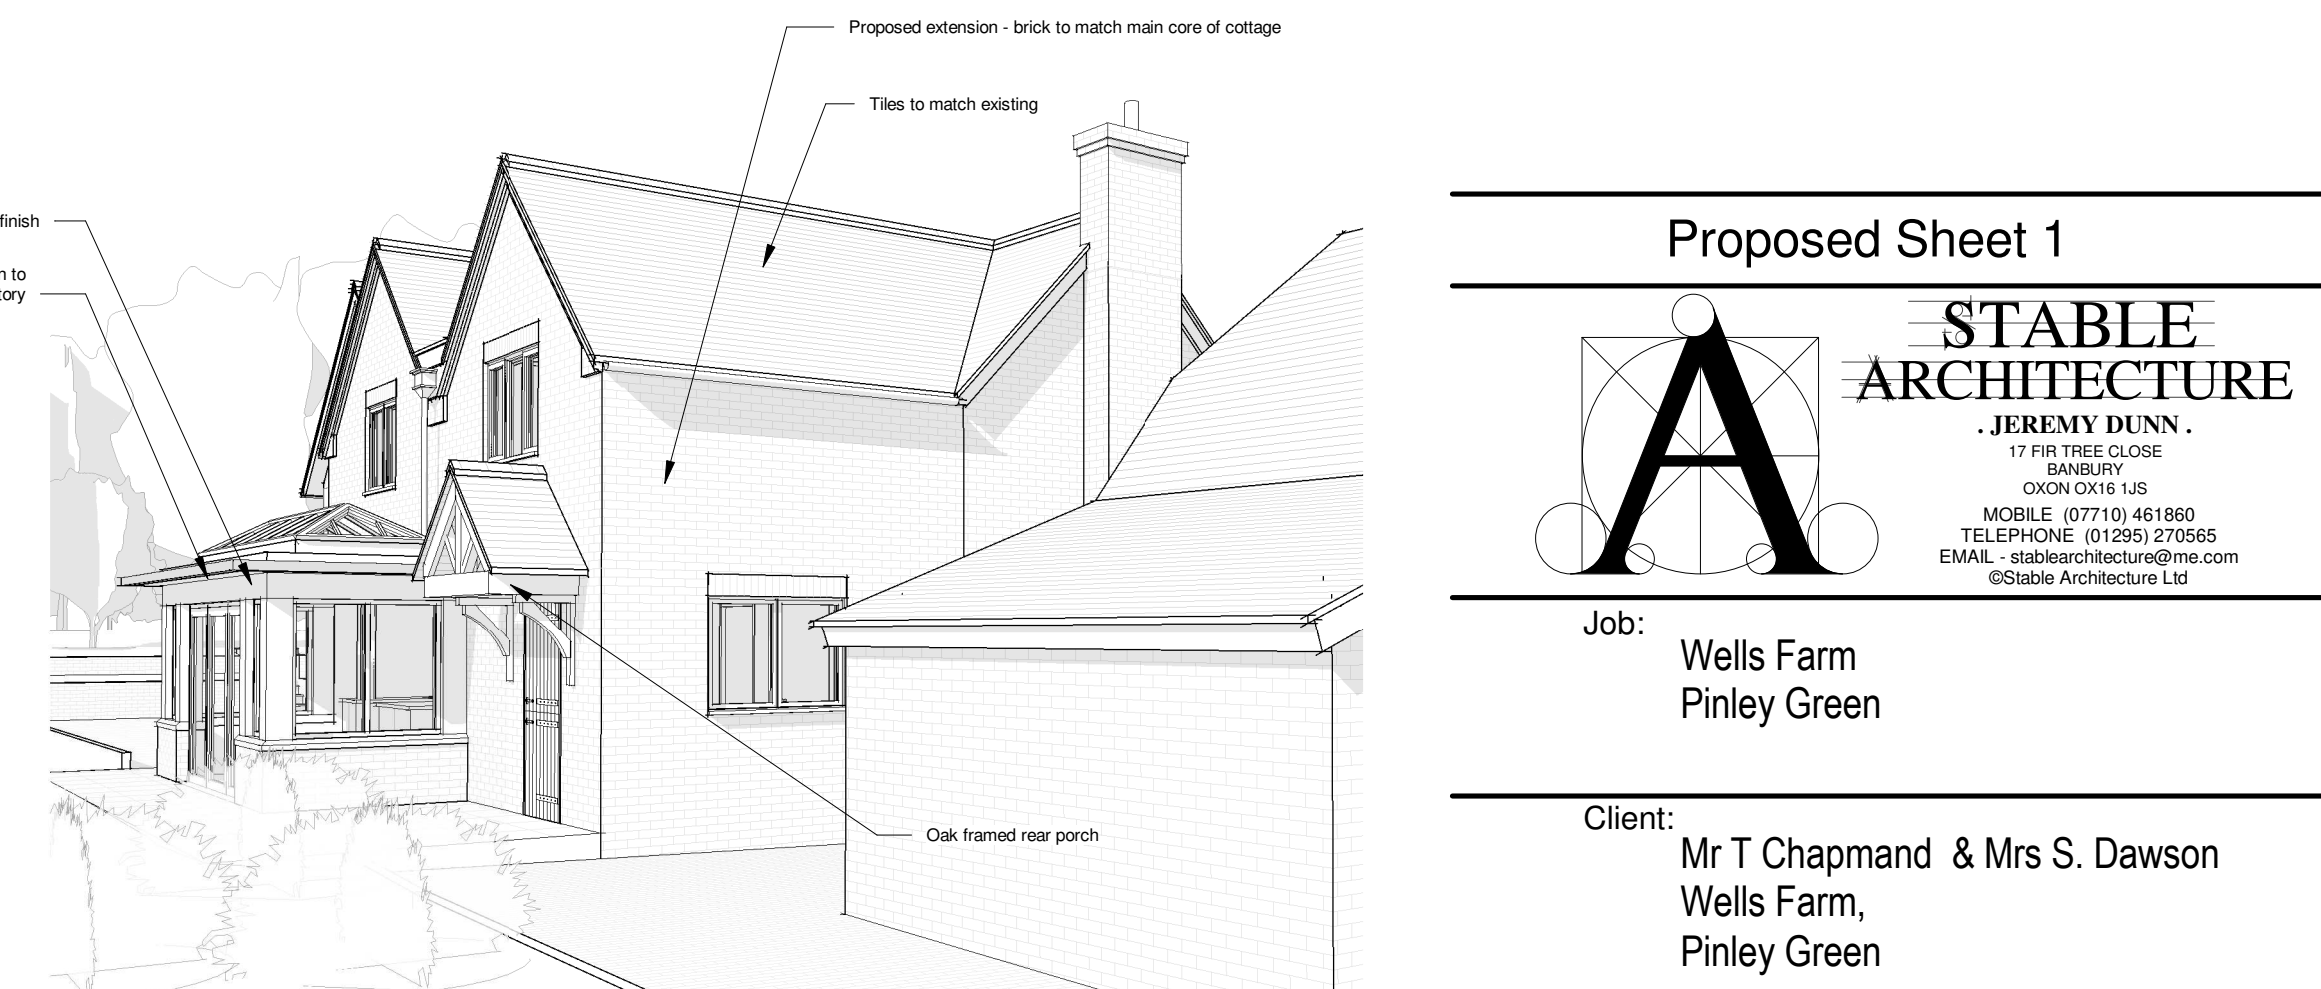 Proposed extension - brick to match main core of cottage
Tiles to match existing
finish
to
Oak framed rear porch
Proposed Sheet 1
A
STABLE
ARCHITECTURE
. JEREMY DUNN .
17 FIR TREE CLOSE
BANBURY
OXON OX16 1JS
MOBILE (07710) 461860
TELEPHONE (01295) 270565
EMAIL - stablearchitecture@me.com
©Stable Architecture Ltd
Job:
Wells Farm
Pinley Green
Client:
Mr T Chapmand & Mrs S. Dawson
Wells Farm,
Pinley Green